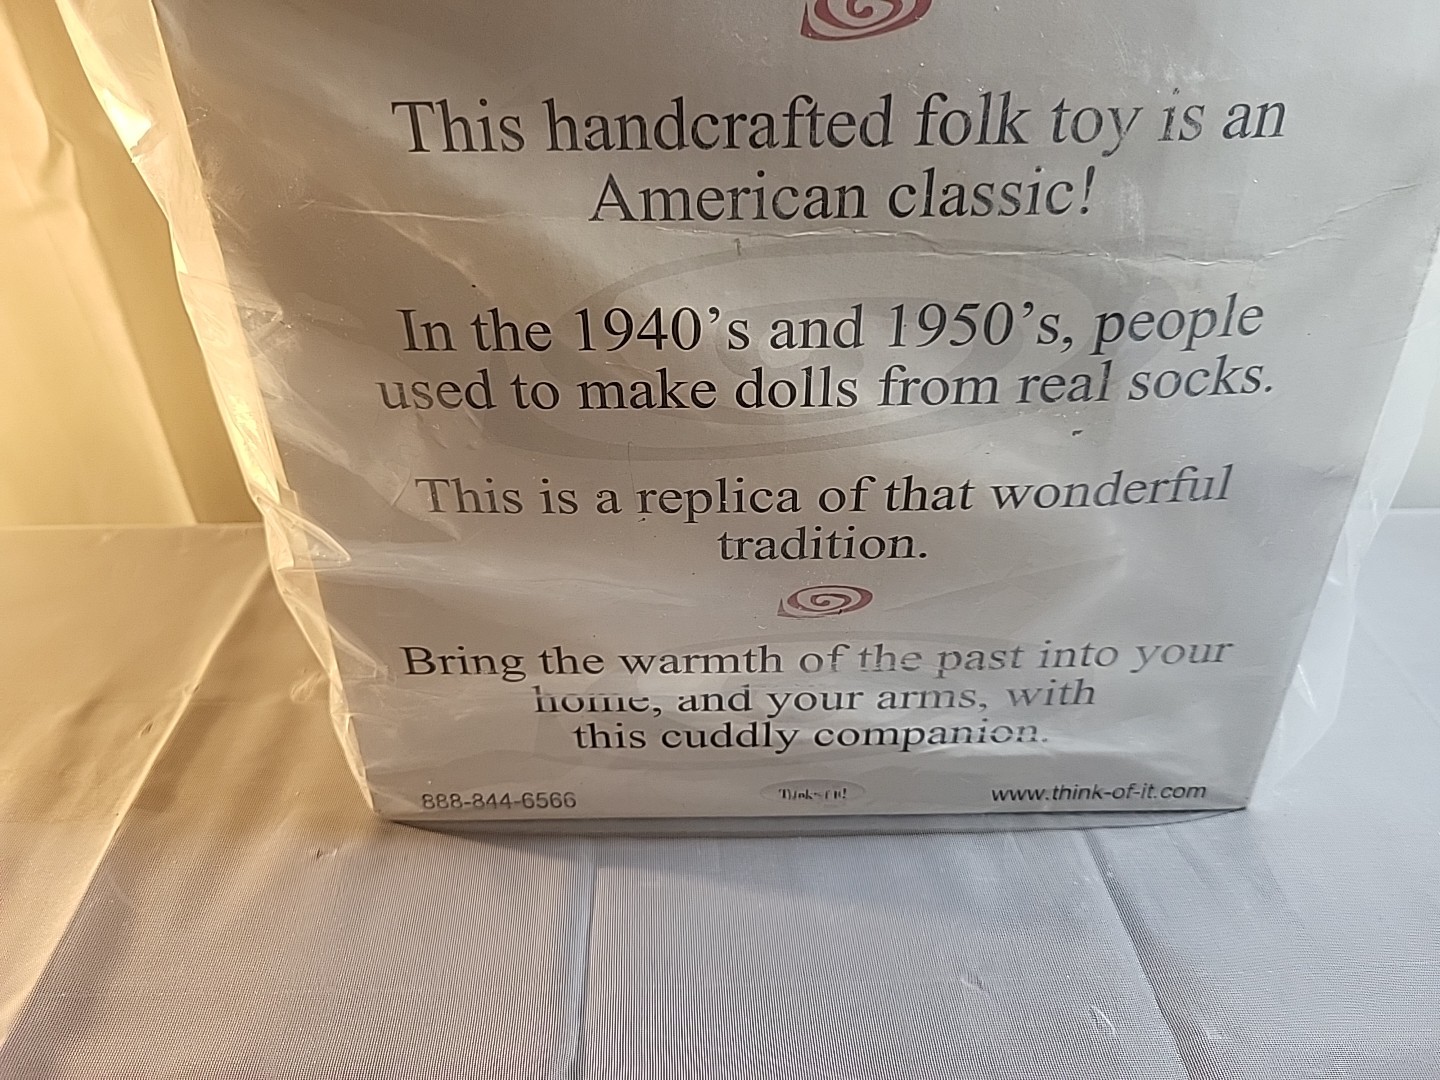 This handcrafted folk toy is an
American classic!
In the 1940's and 1950's, people
used to make dolls from real socks.
This is a replica of that wonderful
tradition.
Bring the warmth of the past into your
home, and your arms, with
this cuddly companion.
888-844-6566
www.think-of-it.com